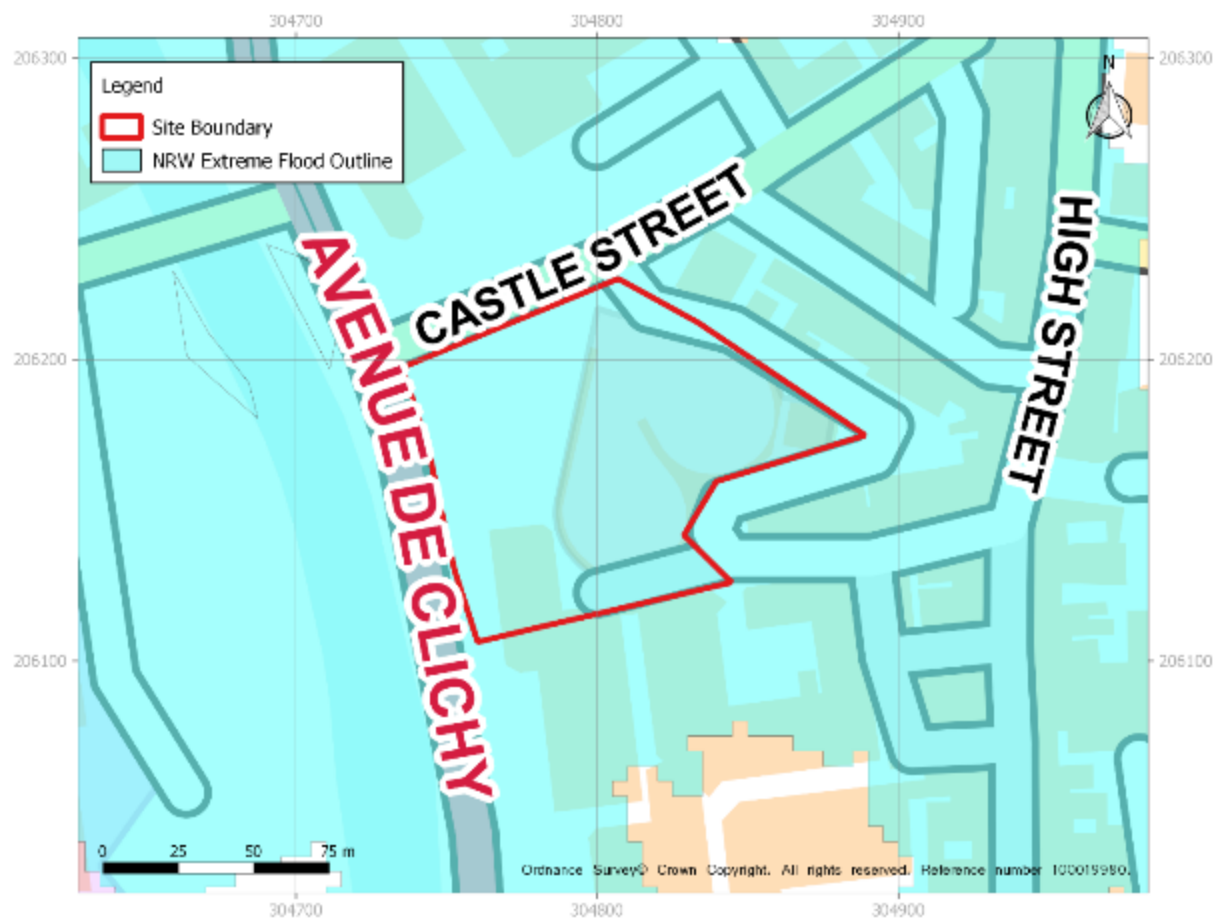 304700 304800 304900
206300 206300
N
Legend
Site Boundary
NRW Extreme Flood Outline
CASTLE STREET
AVENUE DE CLICHY
HIGH STREET
206200 206200
206100 206100
0 25 50 75 m
Ordnance Survey© Crown Copyright. All rights reserved. Reference number 100019980.
304700 304800 304900